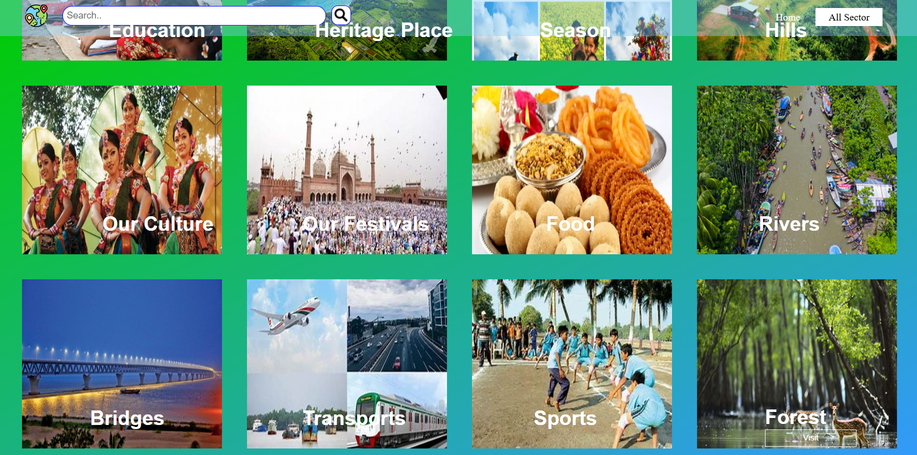 Search..
Home
All Sector
Education
Heritage Place
Season
Hills
Our Culture
Our Festivals
Food
Rivers
Bridges
Transports
Sports
Forest
Visit